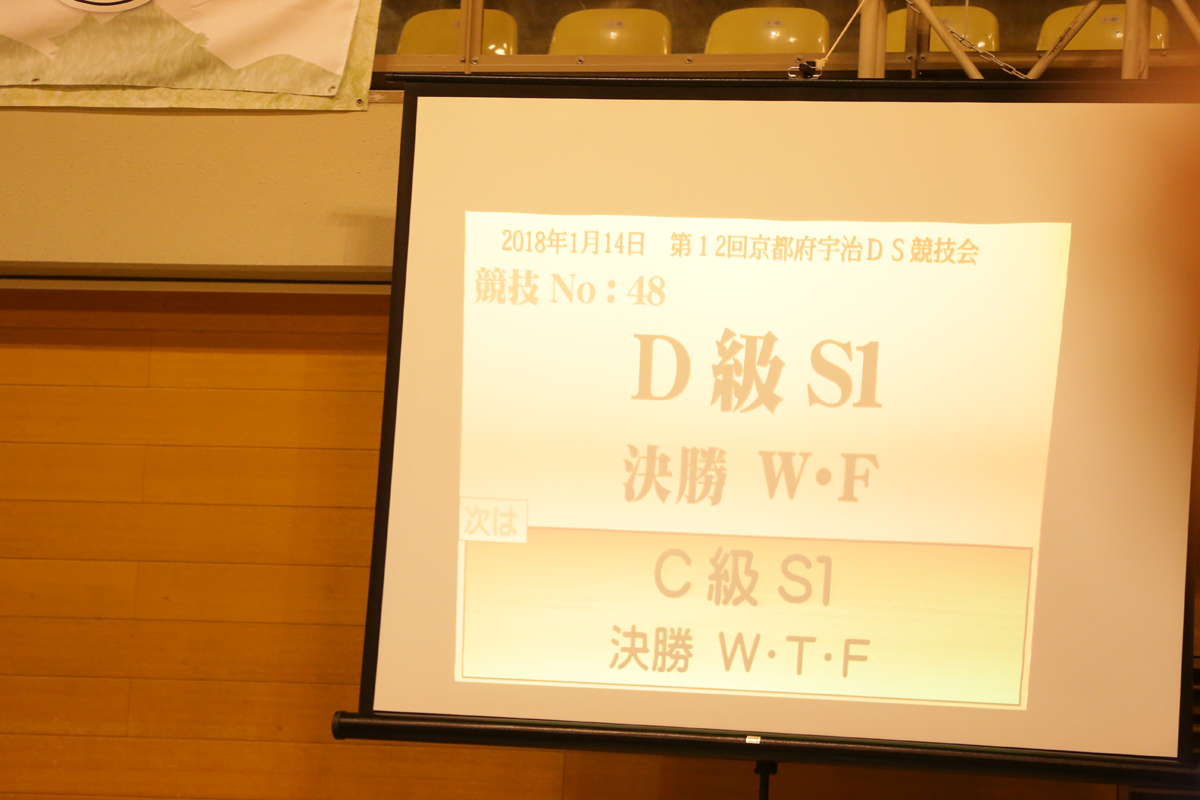 2018年1月14日　第１２回京都府宇治ＤＳ競技会
競技 No：48
D 級 S1
決勝 W・F
次は
C 級 S1
決勝 W・T・F